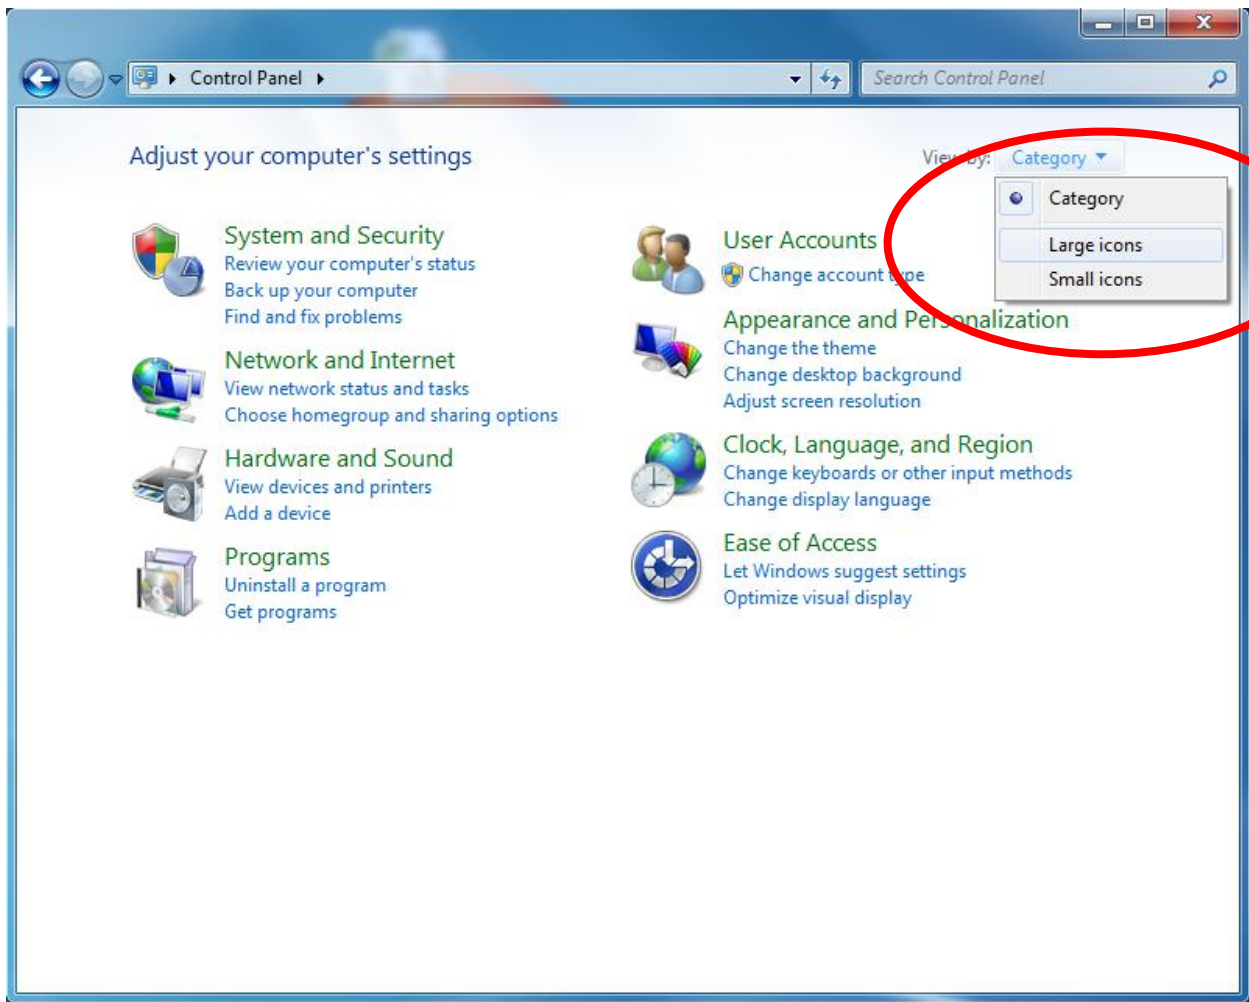 Control Panel
Search Control Panel
Adjust your computer's settings
View by: Category
Category
Large icons
Small icons
System and Security
Review your computer's status
Back up your computer
Find and fix problems
Network and Internet
View network status and tasks
Choose homegroup and sharing options
Hardware and Sound
View devices and printers
Add a device
Programs
Uninstall a program
Get programs
User Accounts
Change account type
Appearance and Personalization
Change the theme
Change desktop background
Adjust screen resolution
Clock, Language, and Region
Change keyboards or other input methods
Change display language
Ease of Access
Let Windows suggest settings
Optimize visual display